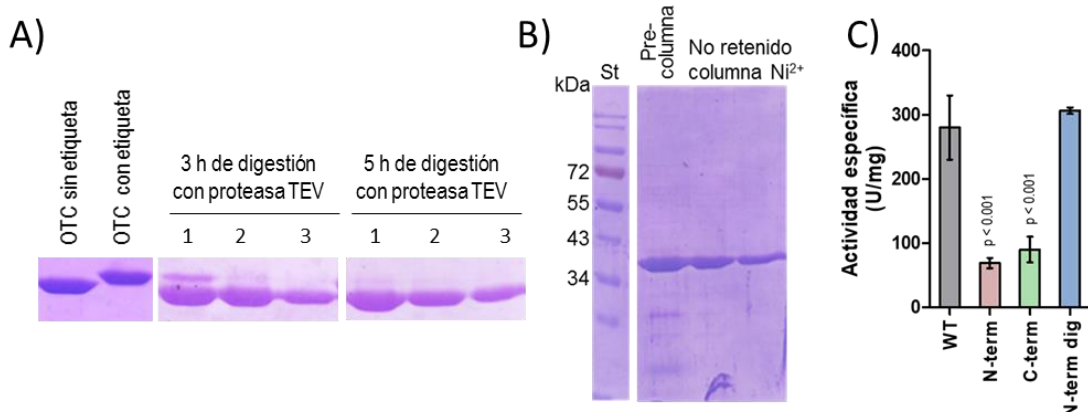 A)
OTC sin etiqueta
OTC con etiqueta
3 h de digestión
con proteasa TEV
1 2 3
5 h de digestión
con proteasa TEV
1 2 3
B)
kDa
St
Pre-
columna
No retenido
columna Ni²⁺
72
55
43
34
C)
Actividad específica
(U/mg)
400
300
200
100
0
p < 0.001
p < 0.001
WT
N-term
C-term
N-term dig